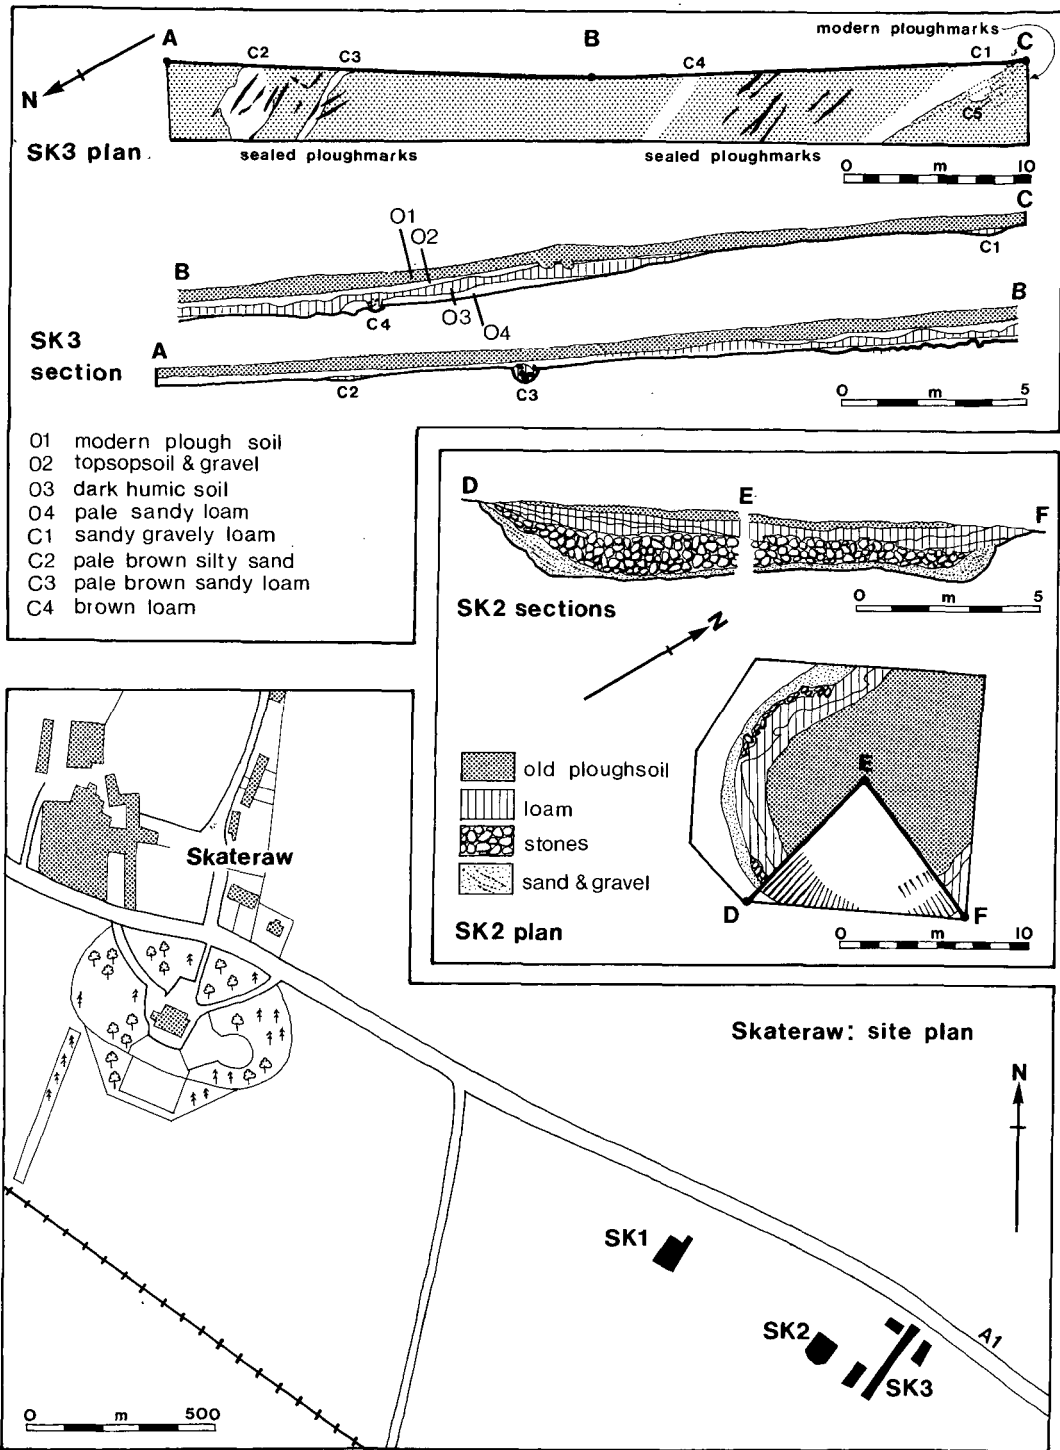 modern ploughmarks
A
B
C
C2
C3
C4
C1
C5
N
SK3 plan
sealed ploughmarks
sealed ploughmarks
0 m 10
C
O1
O2
B
C1
C4
O3
O4
B
SK3
section
A
C2
C3
0 m 5
O1 modern plough soil
O2 topsopsoil & gravel
O3 dark humic soil
O4 pale sandy loam
C1 sandy gravely loam
C2 pale brown silty sand
C3 pale brown sandy loam
C4 brown loam
D
E
F
SK2 sections
0 m 5
N
old ploughsoil
loam
stones
sand & gravel
SK2 plan
E
D
F
0 m 10
Skateraw
Skateraw: site plan
N
SK1
SK2
SK3
A1
0 m 500